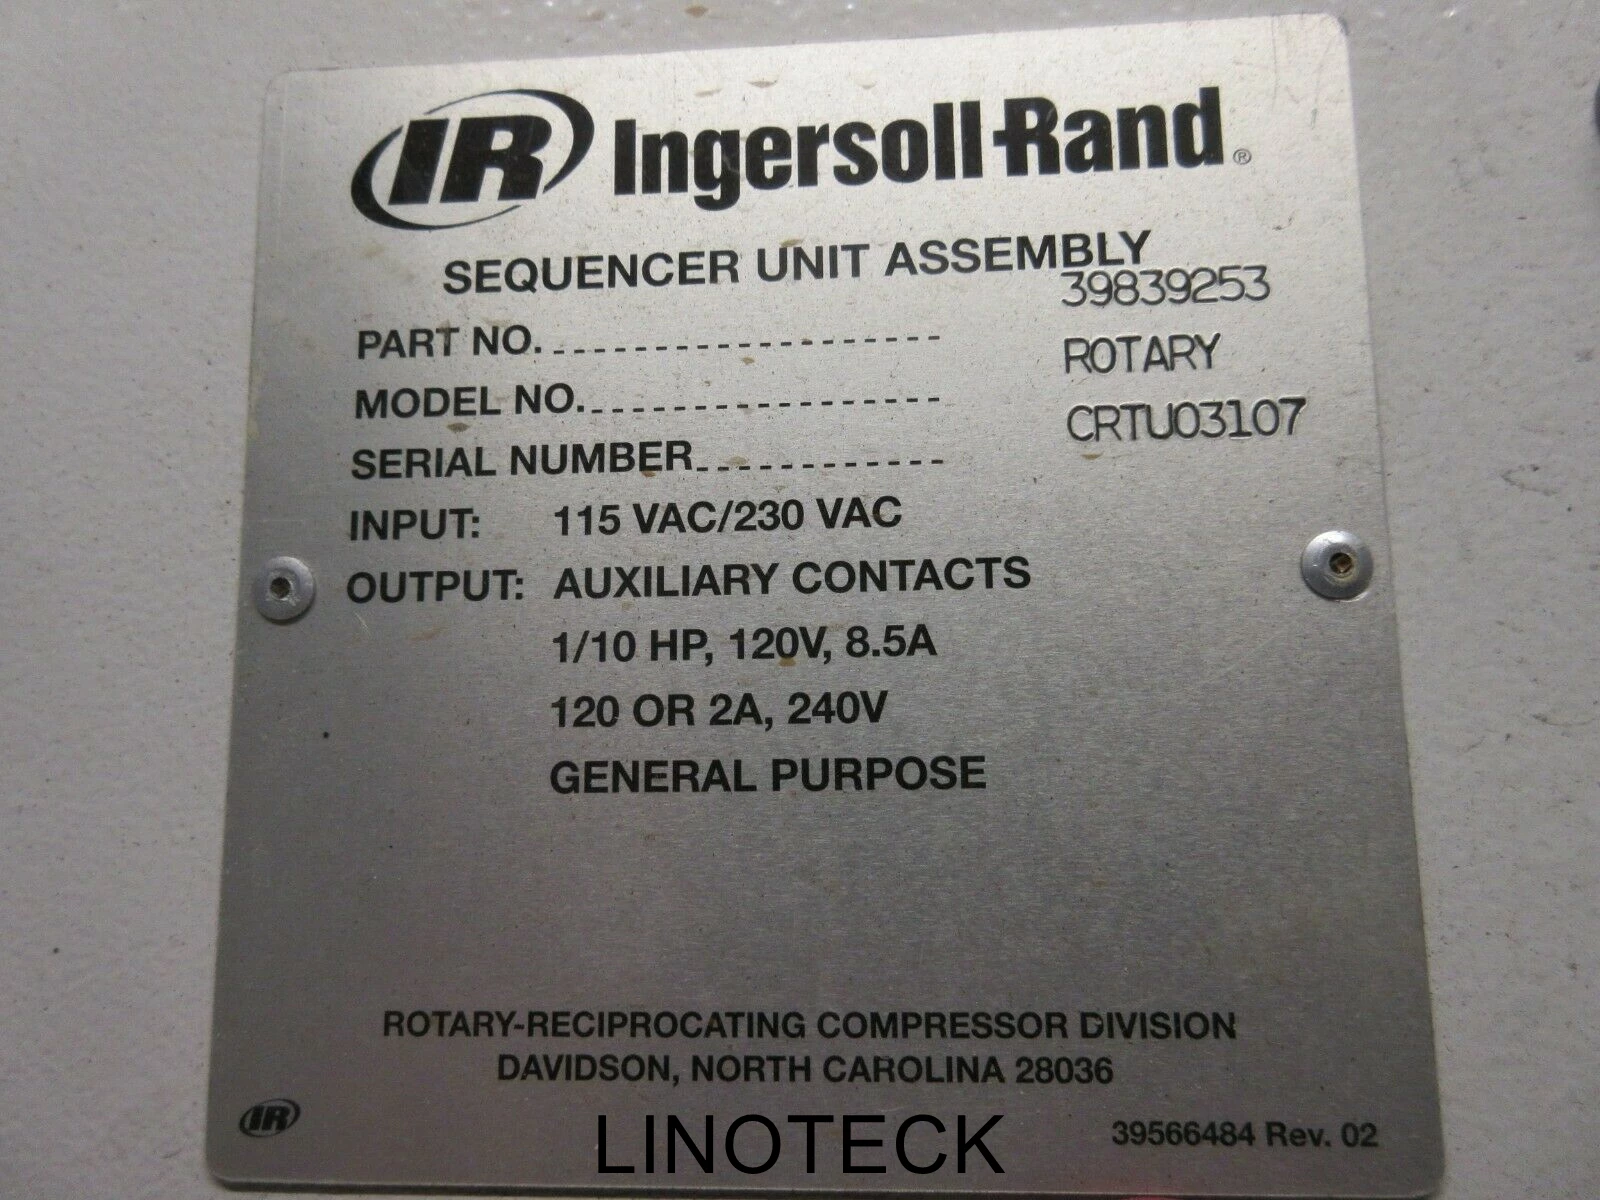 IR Ingersoll-Rand®
SEQUENCER UNIT ASSEMBLY
PART NO. ------------------- 39839253
MODEL NO. ------------------ ROTARY
SERIAL NUMBER ------------ CRTU03107
INPUT: 115 VAC/230 VAC
OUTPUT: AUXILIARY CONTACTS
1/10 HP, 120V, 8.5A
120 OR 2A, 240V
GENERAL PURPOSE
ROTARY-RECIPROCATING COMPRESSOR DIVISION
DAVIDSON, NORTH CAROLINA 28036
IR LINOTECK 39566484 Rev. 02